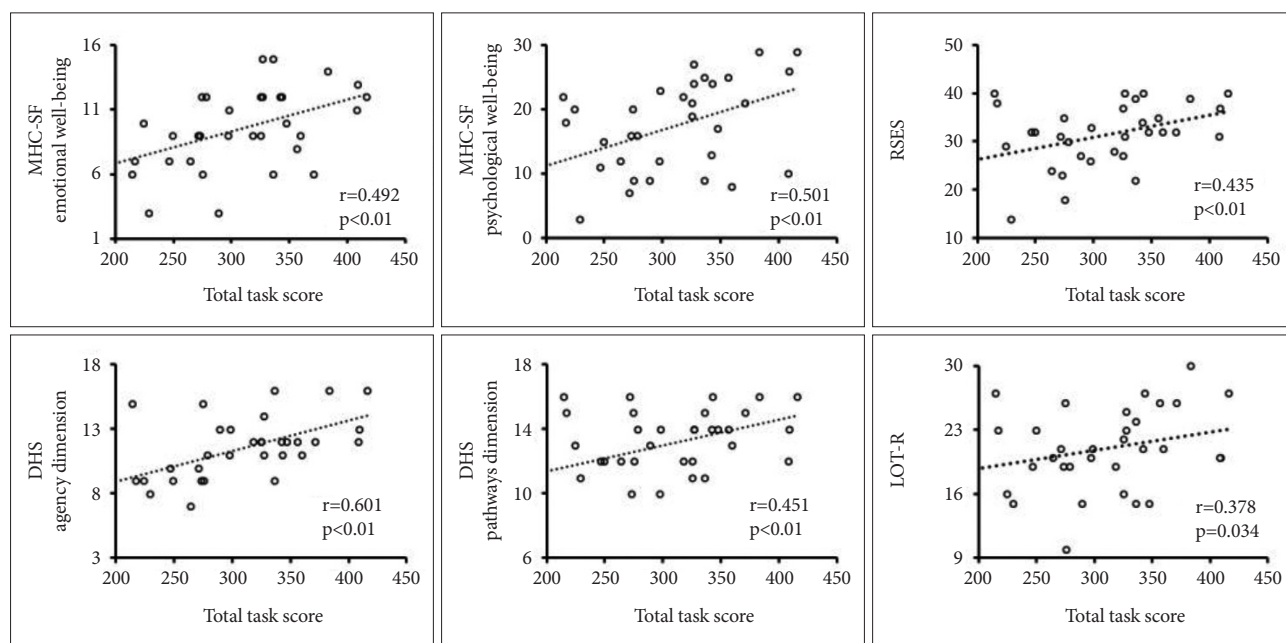 MHC-SF
emotional well-being
16
11
6
1
200 250 300 350 400 450
Total task score
r=0.492
p<0.01
MHC-SF
psychological well-being
30
20
10
0
200 250 300 350 400 450
Total task score
r=0.501
p<0.01
RSES
50
40
30
20
10
200 250 300 350 400 450
Total task score
r=0.435
p<0.01
DHS
agency dimension
18
13
8
3
200 250 300 350 400 450
Total task score
r=0.601
p<0.01
DHS
pathways dimension
18
14
10
6
200 250 300 350 400 450
Total task score
r=0.451
p<0.01
LOT-R
30
23
16
9
200 250 300 350 400 450
Total task score
r=0.378
p=0.034